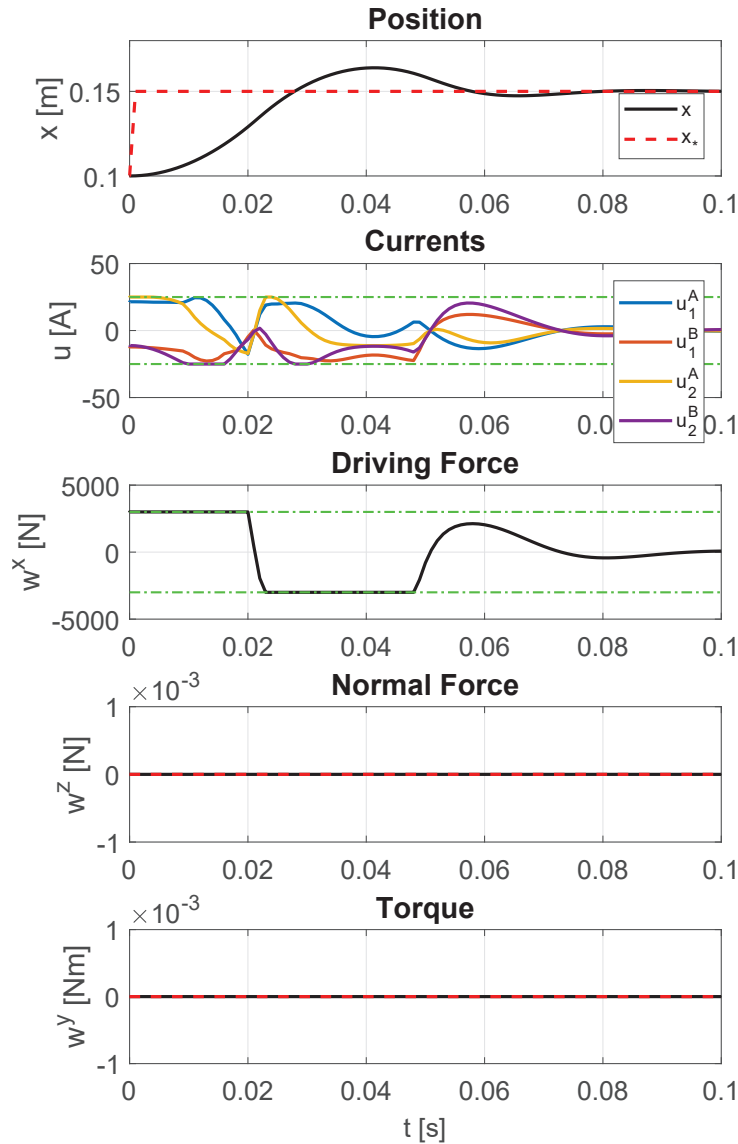 Position
x [m]
0.15
0.1
x
x*
0 0.02 0.04 0.06 0.08 0.1
Currents
u [A]
50
0
-50
u₁ᴬ
u₁ᴮ
u₂ᴬ
u₂ᴮ
0 0.02 0.04 0.06 0.08 0.1
Driving Force
wˣ [N]
5000
0
-5000
0 0.02 0.04 0.06 0.08 0.1
Normal Force
×10⁻³
wᶻ [N]
1
0
-1
0 0.02 0.04 0.06 0.08 0.1
Torque
×10⁻³
wʸ [Nm]
1
0
-1
0 0.02 0.04 0.06 0.08 0.1
t [s]